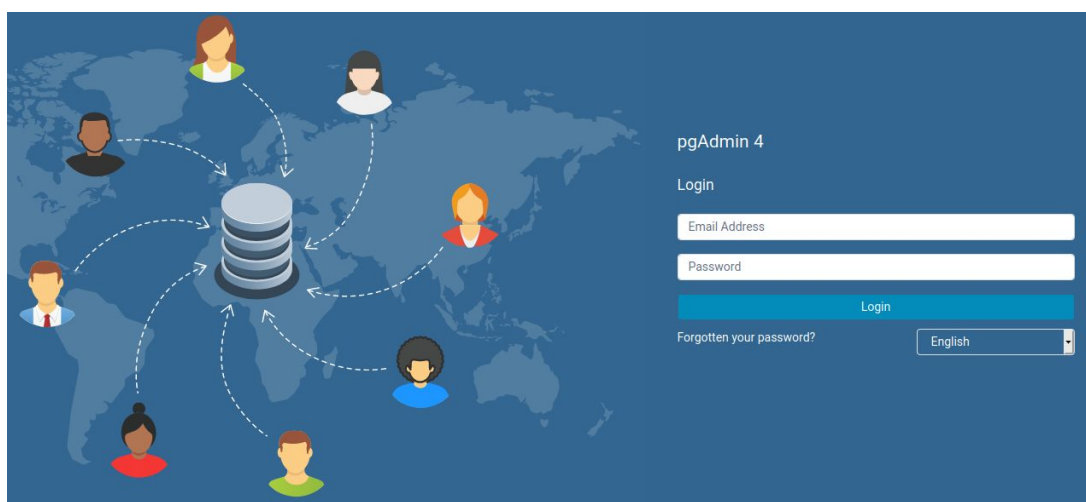 pgAdmin 4
Login
Email Address
Password
Login
Forgotten your password?
English